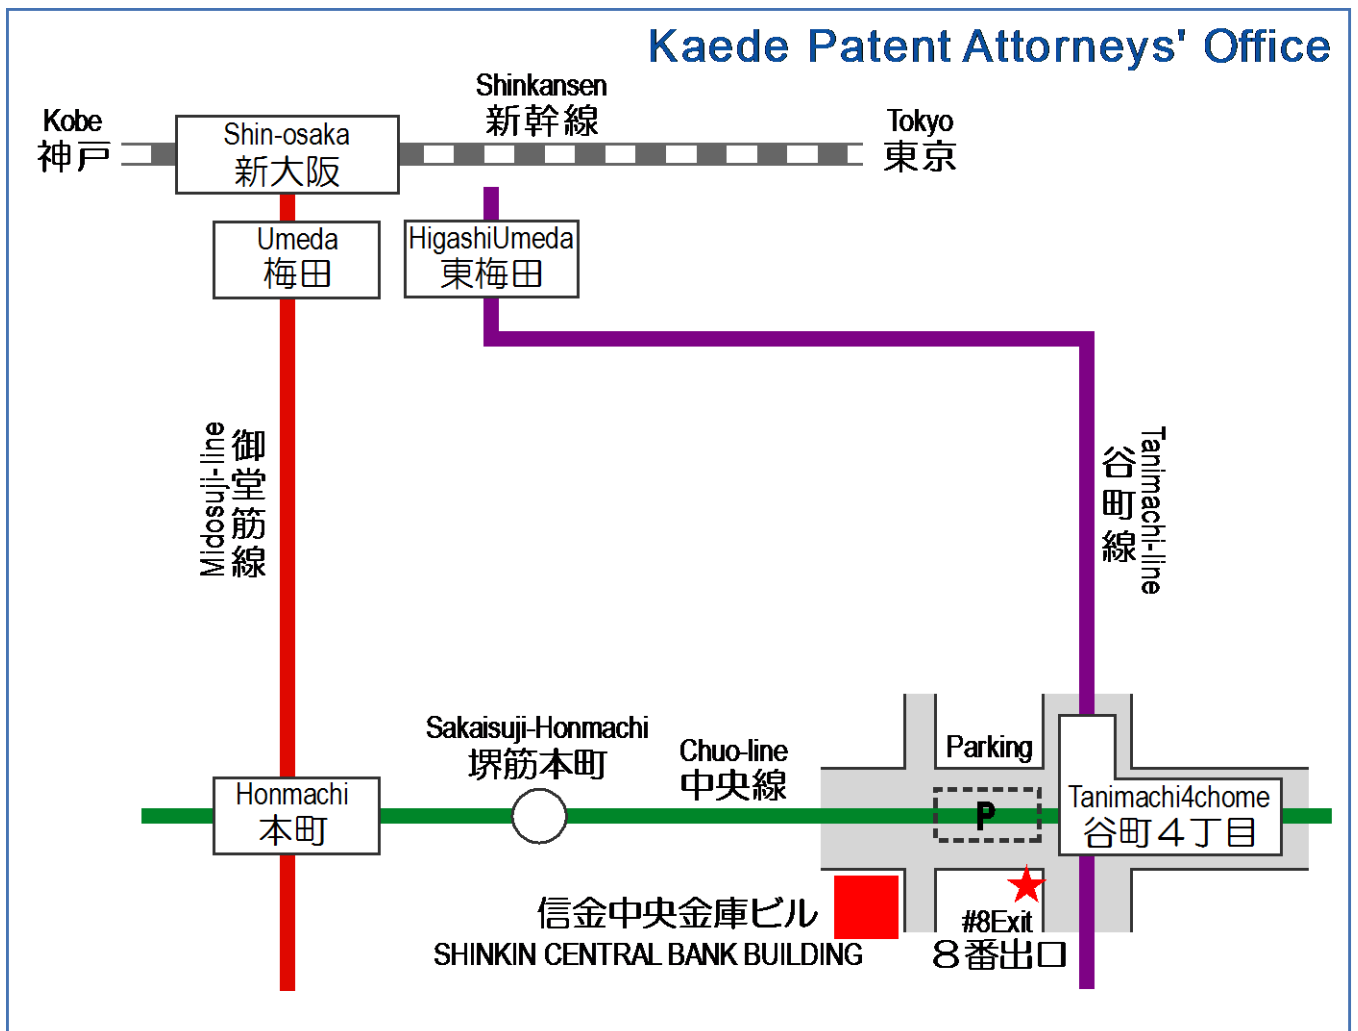 Kaede Patent Attorneys' Office
Shinkansen
新幹線
Kobe
神戸
Shin-osaka
新大阪
Tokyo
東京
Umeda
梅田
HigashiUmeda
東梅田
Midosuji-line
御堂筋線
谷町線
Tanimachi-line
Sakaisuji-Honmachi
堺筋本町
Chuo-line
中央線
Parking
P
Honmachi
本町
Tanimachi4chome
谷町４丁目
信金中央金庫ビル
SHINKIN CENTRAL BANK BUILDING
#8Exit
８番出口